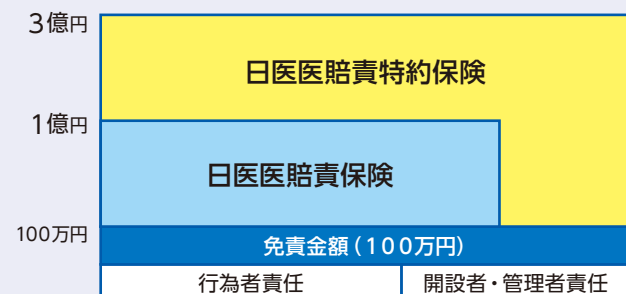 3億円
日医医賠責特約保険
1億円
日医医賠責保険
100万円
免責金額（100万円）
行為者責任
開設者・管理者責任